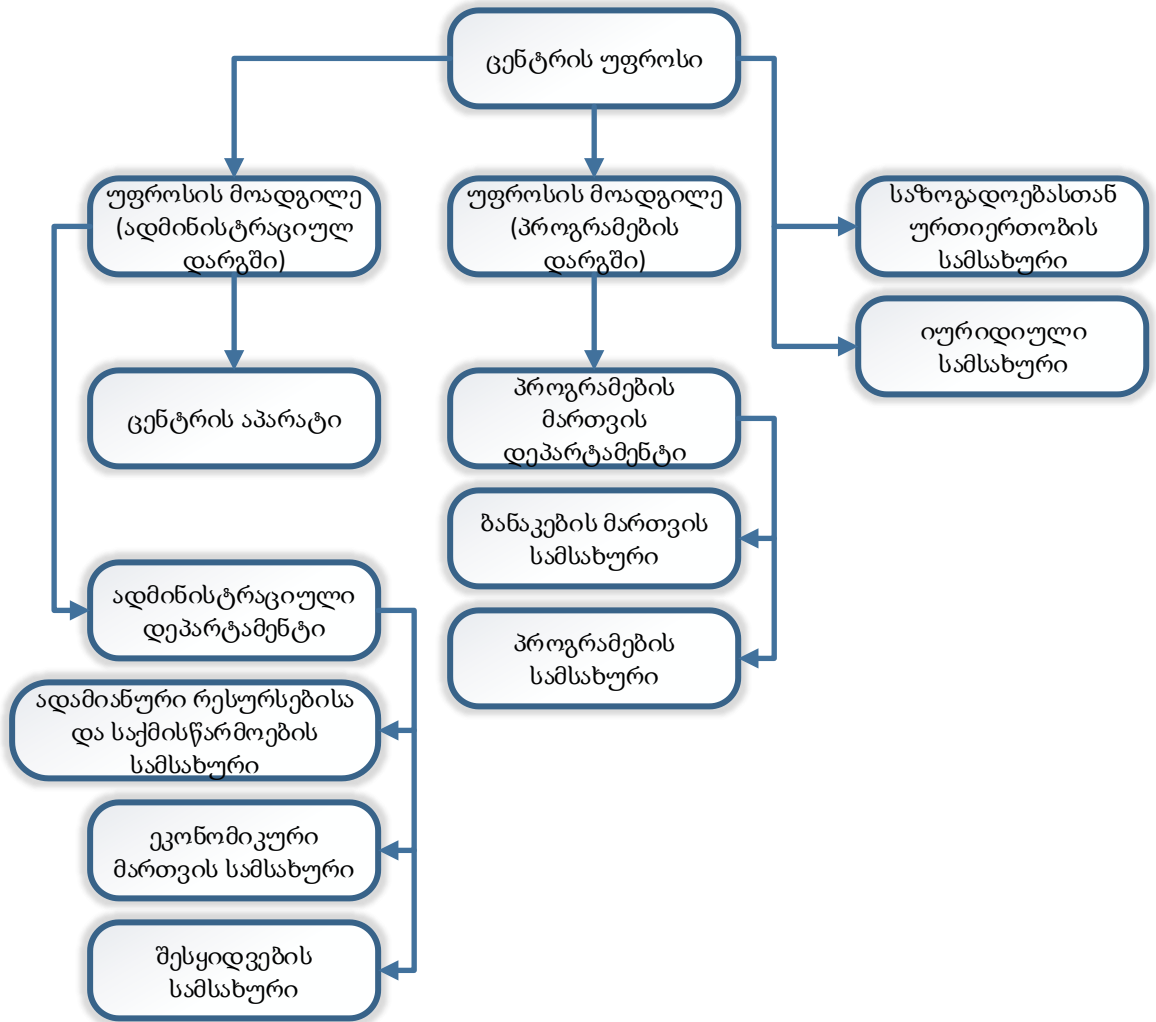 ცენტრის უფროსი
უფროსის მოადგილე
(ადმინისტრაციულ
დარგში)
უფროსის მოადგილე
(პროგრამების
დარგში)
საზოგადოებასთან
ურთიერთობის
სამსახური
იურიდიული
სამსახური
ცენტრის აპარატი
პროგრამების
მართვის
დეპარტამენტი
ბანაკების მართვის
სამსახური
პროგრამების
სამსახური
ადმინისტრაციული
დეპარტამენტი
ადამიანური რესურსებისა
და საქმისწარმოების
სამსახური
ეკონომიკური
მართვის სამსახური
შესყიდვების
სამსახური